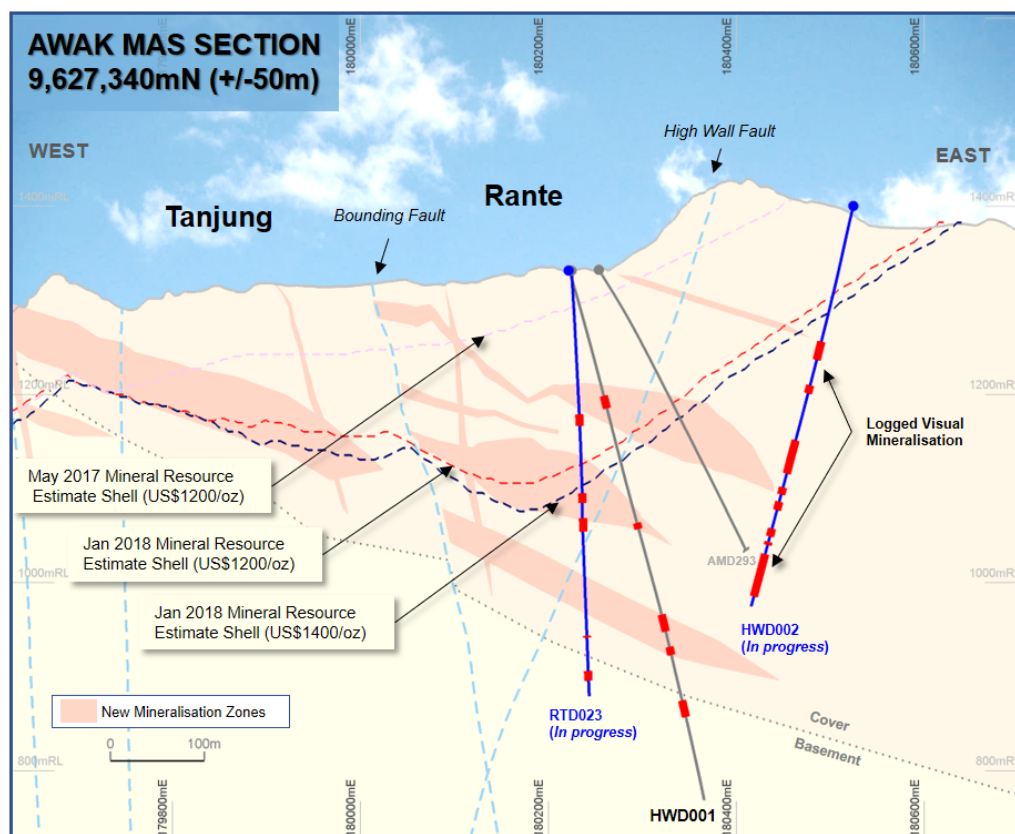 AWAK MAS SECTION
9,627,340mN (+/-50m)
180000mE
180200mE
180400mE
180600mE
High Wall Fault
WEST
EAST
1400mRL
1400mRL
Rante
Tanjung
Bounding Fault
1200mRL
1200mRL
Logged Visual
Mineralisation
May 2017 Mineral Resource
Estimate Shell (US$1200/oz)
Jan 2018 Mineral Resource
Estimate Shell (US$1200/oz)
AMD293
1000mRL
1000mRL
Jan 2018 Mineral Resource
Estimate Shell (US$1400/oz)
HWD002
(In progress)
New Mineralisation Zones
RTD023
(In progress)
Cover
Basement
0
100m
800mRL
800mRL
HWD001
179800mE
180000mE
180200mE
180400mE
180600mE